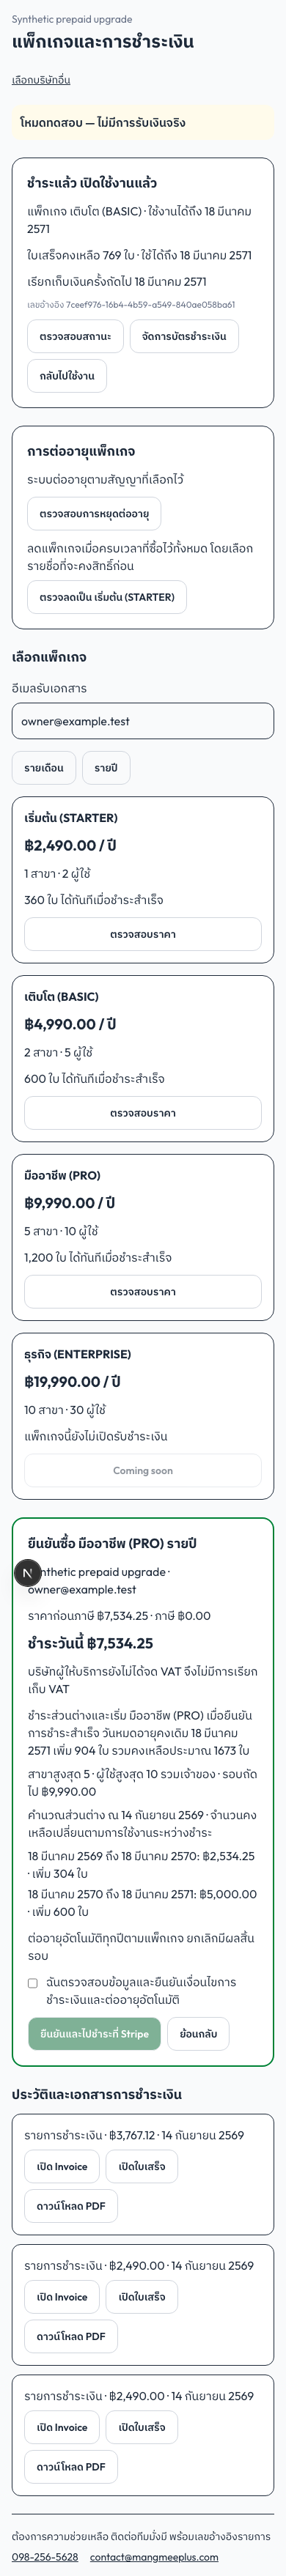 Synthetic prepaid upgrade
แพ็กเกจและการชำระเงิน
เลือกบริษัทอื่น
โหมดทดสอบ — ไม่มีการรับเงินจริง
ชำระแล้ว เปิดใช้งานแล้ว
แพ็กเกจ เติบโต (BASIC) · ใช้งานได้ถึง 18 มีนาคม
2571
ใบเสร็จคงเหลือ 769 ใบ · ใช้ได้ถึง 18 มีนาคม 2571
เรียกเก็บเงินครั้งถัดไป 18 มีนาคม 2571
เลขอ้างอิง 7ceef976-16b4-4b59-a549-840ae058ba61
ตรวจสอบสถานะ
จัดการบัตรชำระเงิน
กลับไปใช้งาน
การต่ออายุแพ็กเกจ
ระบบต่ออายุตามสัญญาที่เลือกไว้
ตรวจสอบการหยุดต่ออายุ
ลดแพ็กเกจเมื่อครบเวลาที่ซื้อไว้ทั้งหมด โดยเลือก
รายชื่อที่จะคงสิทธิ์ก่อน
ตรวจลดเป็น เริ่มต้น (STARTER)
เลือกแพ็กเกจ
อีเมลรับเอกสาร
owner@example.test
รายเดือน
รายปี
เริ่มต้น (STARTER)
฿2,490.00 / ปี
1 สาขา · 2 ผู้ใช้
360 ใบ ได้ทันทีเมื่อชำระสำเร็จ
ตรวจสอบราคา
เติบโต (BASIC)
฿4,990.00 / ปี
2 สาขา · 5 ผู้ใช้
600 ใบ ได้ทันทีเมื่อชำระสำเร็จ
ตรวจสอบราคา
มืออาชีพ (PRO)
฿9,990.00 / ปี
5 สาขา · 10 ผู้ใช้
1,200 ใบ ได้ทันทีเมื่อชำระสำเร็จ
ตรวจสอบราคา
ธุรกิจ (ENTERPRISE)
฿19,990.00 / ปี
10 สาขา · 30 ผู้ใช้
แพ็กเกจนี้ยังไม่เปิดรับชำระเงิน
Coming soon
ยืนยันซื้อ มืออาชีพ (PRO) รายปี
N
nthetic prepaid upgrade ·
owner@example.test
ราคาก่อนภาษี ฿7,534.25 · ภาษี ฿0.00
ชำระวันนี้ ฿7,534.25
บริษัทผู้ให้บริการยังไม่ได้จด VAT จึงไม่มีการเรียก
เก็บ VAT
ชำระส่วนต่างและเริ่ม มืออาชีพ (PRO) เมื่อยืนยัน
การชำระสำเร็จ วันหมดอายุคงเดิม 18 มีนาคม
2571 เพิ่ม 904 ใบ รวมคงเหลือประมาณ 1673 ใบ
สาขาสูงสุด 5 · ผู้ใช้สูงสุด 10 รวมเจ้าของ · รอบถัด
ไป ฿9,990.00
คำนวณส่วนต่าง ณ 14 กันยายน 2569 · จำนวนคง
เหลือเปลี่ยนตามการใช้งานระหว่างชำระ
18 มีนาคม 2569 ถึง 18 มีนาคม 2570: ฿2,534.25
· เพิ่ม 304 ใบ
18 มีนาคม 2570 ถึง 18 มีนาคม 2571: ฿5,000.00
· เพิ่ม 600 ใบ
ต่ออายุอัตโนมัติทุกปีตามแพ็กเกจ ยกเลิกมีผลสิ้น
รอบ
ฉันตรวจสอบข้อมูลและยืนยันเงื่อนไขการ
ชำระเงินและต่ออายุอัตโนมัติ
ยืนยันและไปชำระที่ Stripe
ย้อนกลับ
ประวัติและเอกสารการชำระเงิน
รายการชำระเงิน · ฿3,767.12 · 14 กันยายน 2569
เปิด Invoice
เปิดใบเสร็จ
ดาวน์โหลด PDF
รายการชำระเงิน · ฿2,490.00 · 14 กันยายน 2569
เปิด Invoice
เปิดใบเสร็จ
ดาวน์โหลด PDF
รายการชำระเงิน · ฿2,490.00 · 14 กันยายน 2569
เปิด Invoice
เปิดใบเสร็จ
ดาวน์โหลด PDF
ต้องการความช่วยเหลือ ติดต่อทีมมั่งมี พร้อมเลขอ้างอิงรายการ
098-256-5628
contact@mangmeeplus.com